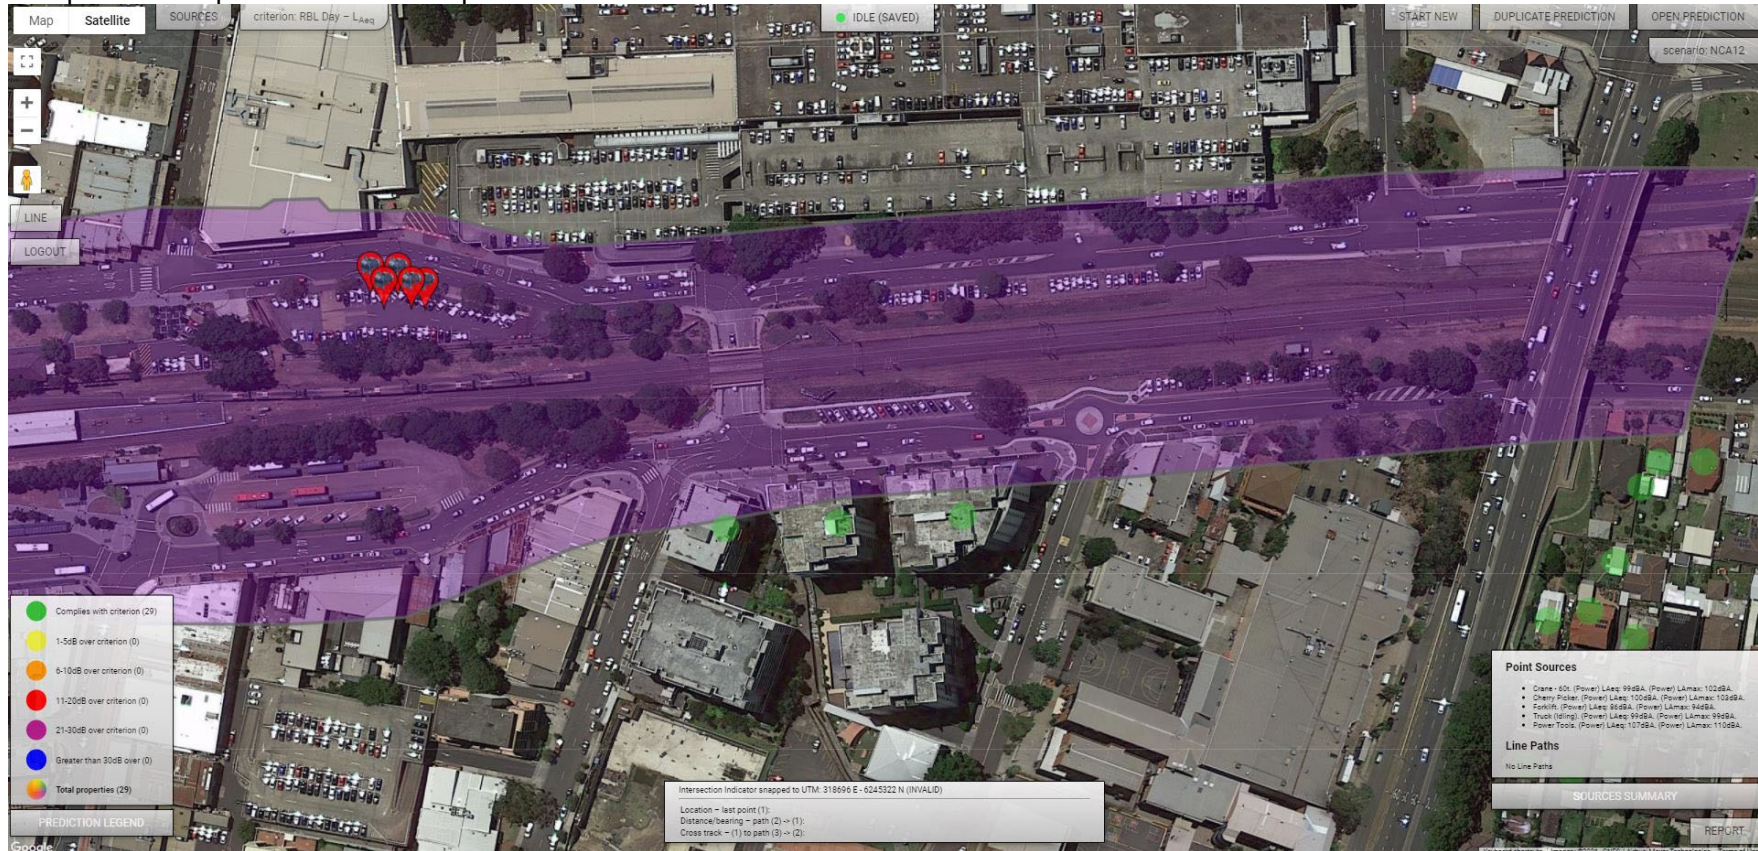 Map
Satellite
SOURCES
criterion: RBL Day – LAeq
IDLE (SAVED)
START NEW
DUPLICATE PREDICTION
OPEN PREDICTION
scenario: NCA12
+
−
LINE
LOGOUT
Complies with criterion (29)
1-5dB over criterion (0)
6-10dB over criterion (0)
11-20dB over criterion (0)
21-30dB over criterion (0)
Greater than 30dB over (0)
Total properties (29)
PREDICTION LEGEND
Google
Intersection Indicator snapped to UTM: 318696 E - 6245322 N (INVALID)
Location – last point (1):
Distance/bearing – path (2) -> (1):
Cross track – (1) to path (3) -> (2):
Point Sources
• Crane - 60t. (Power) LAeq: 99dBA. (Power) LAmax: 102dBA.
• Cherry Picker. (Power) LAeq: 100dBA. (Power) LAmax: 103dBA.
• Forklift. (Power) LAeq: 86dBA. (Power) LAmax: 94dBA.
• Truck (Idling). (Power) LAeq: 99dBA. (Power) LAmax: 99dBA.
• Power Tools. (Power) LAeq: 107dBA. (Power) LAmax: 110dBA.
Line Paths
No Line Paths
SOURCES SUMMARY
REPORT